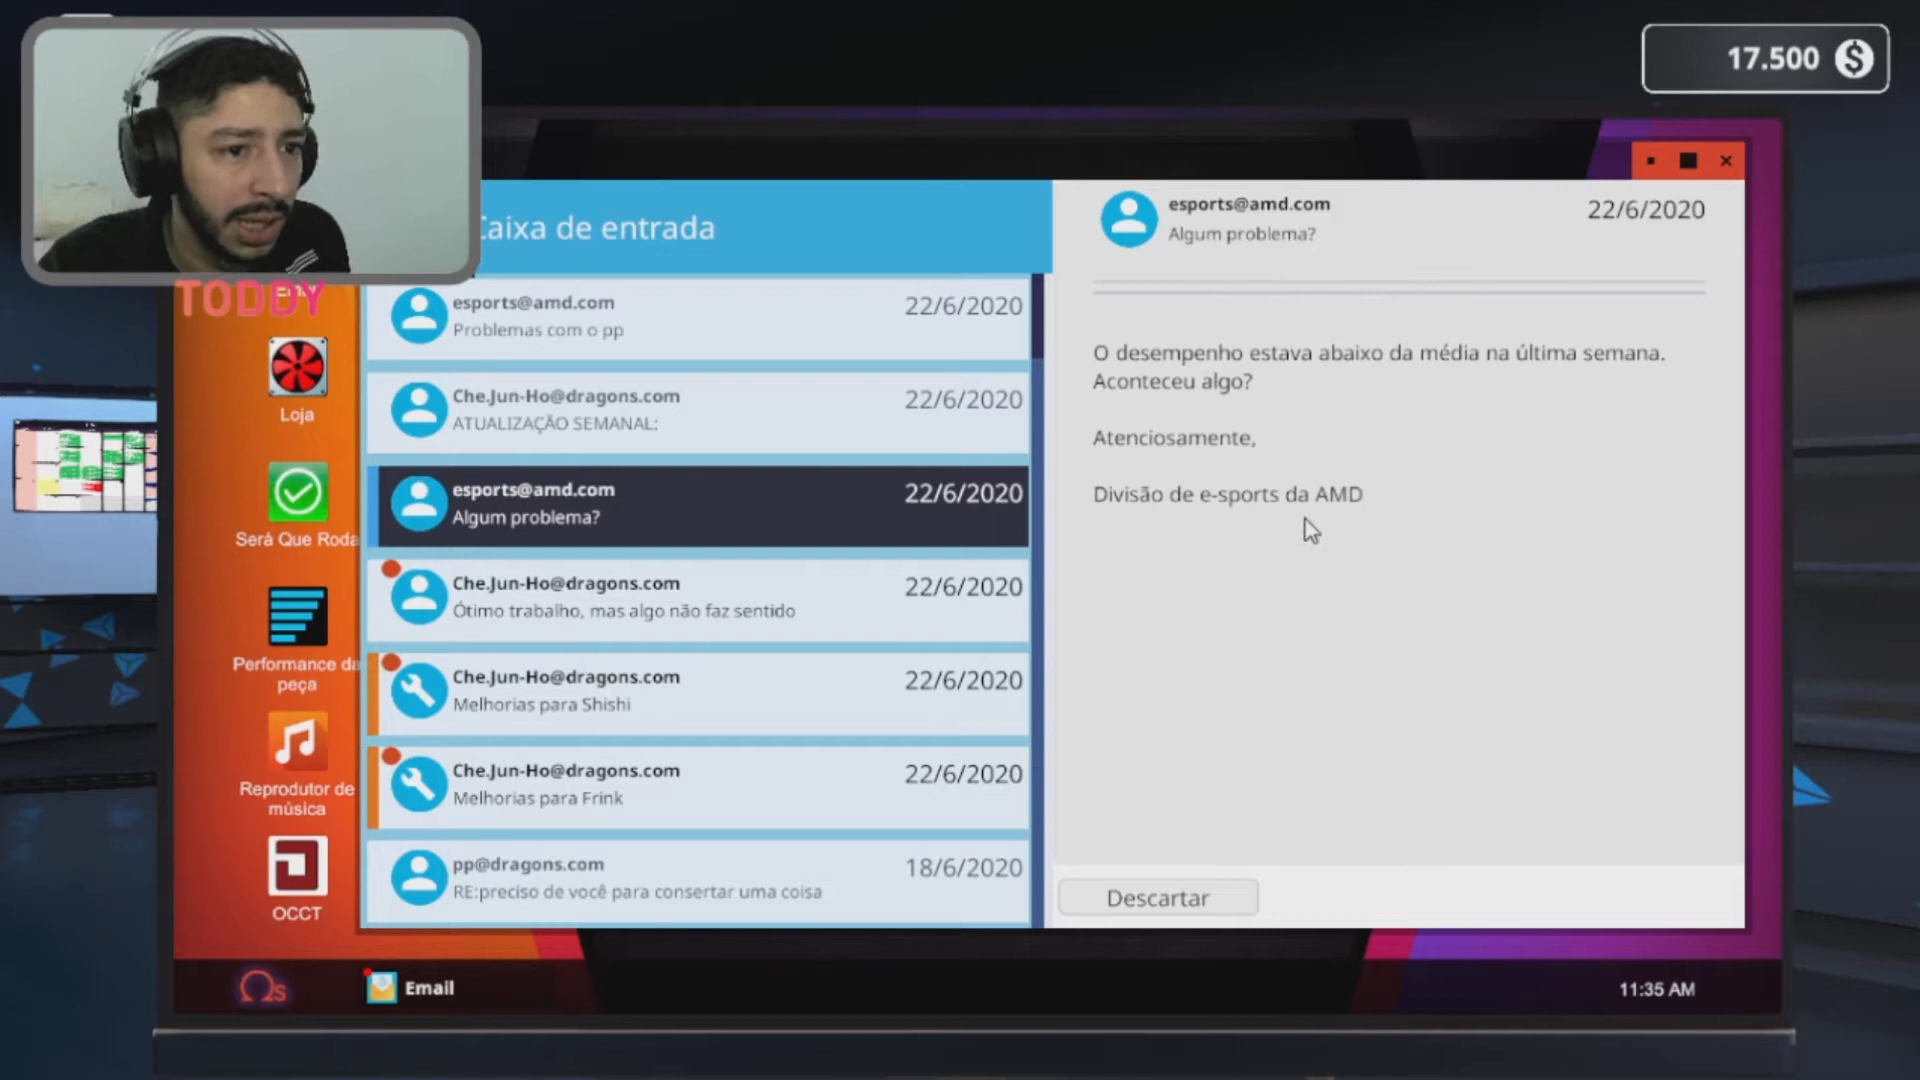 17.500
TODDY
Loja
Será Que Roda
Performance da
peça
Reprodutor de
música
OCCT
Caixa de entrada
esports@amd.com
22/6/2020
Problemas com o pp
Che.Jun-Ho@dragons.com
22/6/2020
ATUALIZAÇÃO SEMANAL:
esports@amd.com
22/6/2020
Algum problema?
Che.Jun-Ho@dragons.com
22/6/2020
Ótimo trabalho, mas algo não faz sentido
Che.Jun-Ho@dragons.com
22/6/2020
Melhorias para Shishi
Che.Jun-Ho@dragons.com
22/6/2020
Melhorias para Frink
pp@dragons.com
18/6/2020
RE:preciso de você para consertar uma coisa
esports@amd.com
22/6/2020
Algum problema?
O desempenho estava abaixo da média na última semana.
Aconteceu algo?
Atenciosamente,
Divisão de e-sports da AMD
Descartar
Ωs
Email
11:35 AM